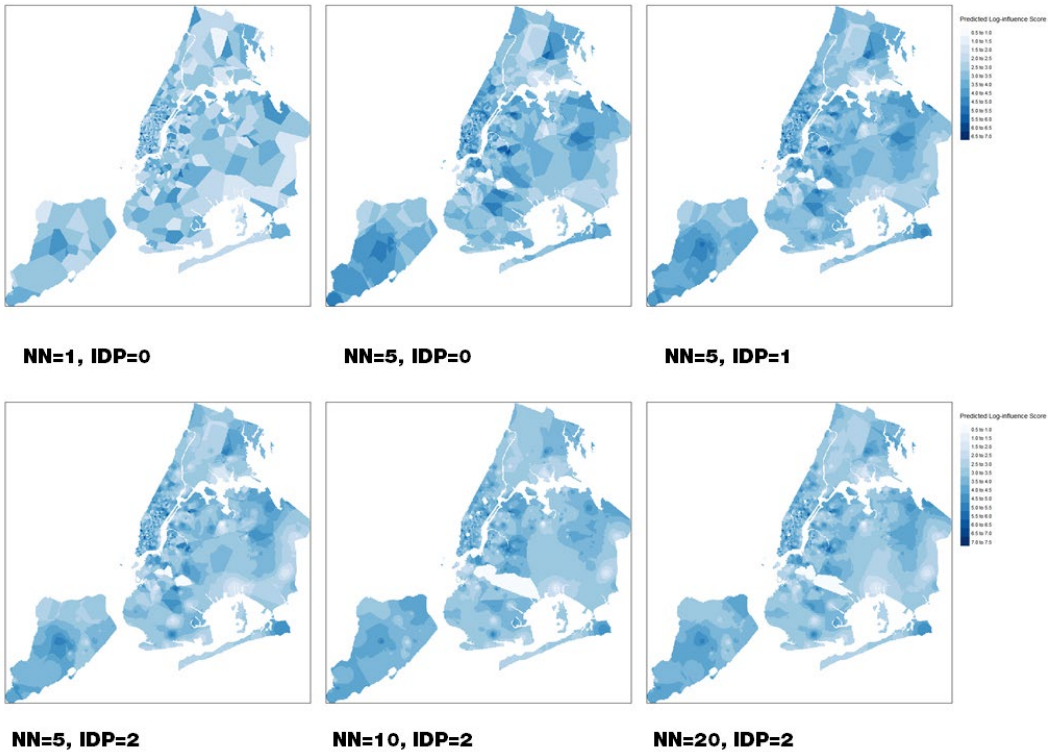 Predicted Log-influence Score
0.5 to 1.0
1.0 to 1.5
1.5 to 2.0
2.0 to 2.5
2.5 to 3.0
3.0 to 3.5
3.5 to 4.0
4.0 to 4.5
4.5 to 5.0
5.0 to 5.5
5.5 to 6.0
6.0 to 6.5
6.5 to 7.0
NN=1, IDP=0
NN=5, IDP=0
NN=5, IDP=1
Predicted Log-influence Score
0.5 to 1.0
1.0 to 1.5
1.5 to 2.0
2.0 to 2.5
2.5 to 3.0
3.0 to 3.5
3.5 to 4.0
4.0 to 4.5
4.5 to 5.0
5.0 to 5.5
5.5 to 6.0
6.0 to 6.5
6.5 to 7.0
7.0 to 7.5
NN=5, IDP=2
NN=10, IDP=2
NN=20, IDP=2